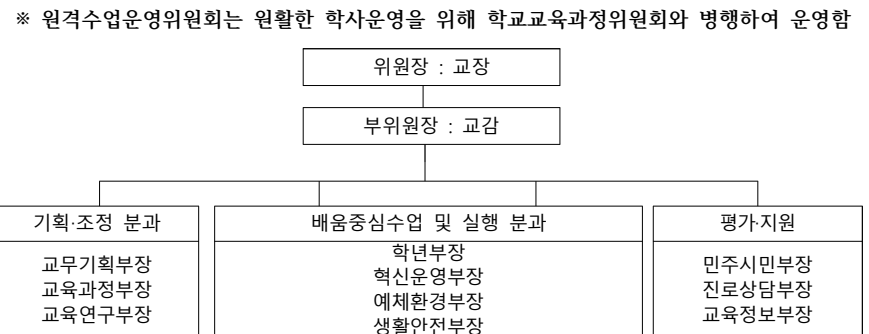 ※ 원격수업운영위원회는 원활한 학사운영을 위해 학교교육과정위원회와 병행하여 운영함
위원장 : 교장
부위원장 : 교감
기획·조정 분과
교무기획부장
교육과정부장
교육연구부장
배움중심수업 및 실행 분과
학년부장
혁신운영부장
예체환경부장
생활안전부장
평가·지원
민주시민부장
진로상담부장
교육정보부장